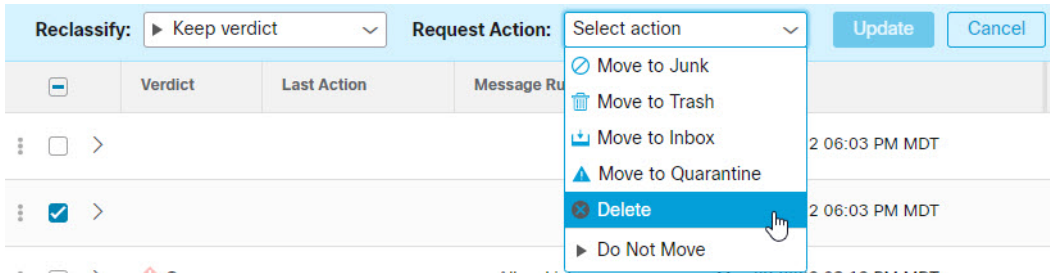 Reclassify: Keep verdict Request Action: Select action Update Cancel
Verdict Last Action Message Ru
Move to Junk
Move to Trash
Move to Inbox
2 06:03 PM MDT
Move to Quarantine
Delete
2 06:03 PM MDT
Do Not Move